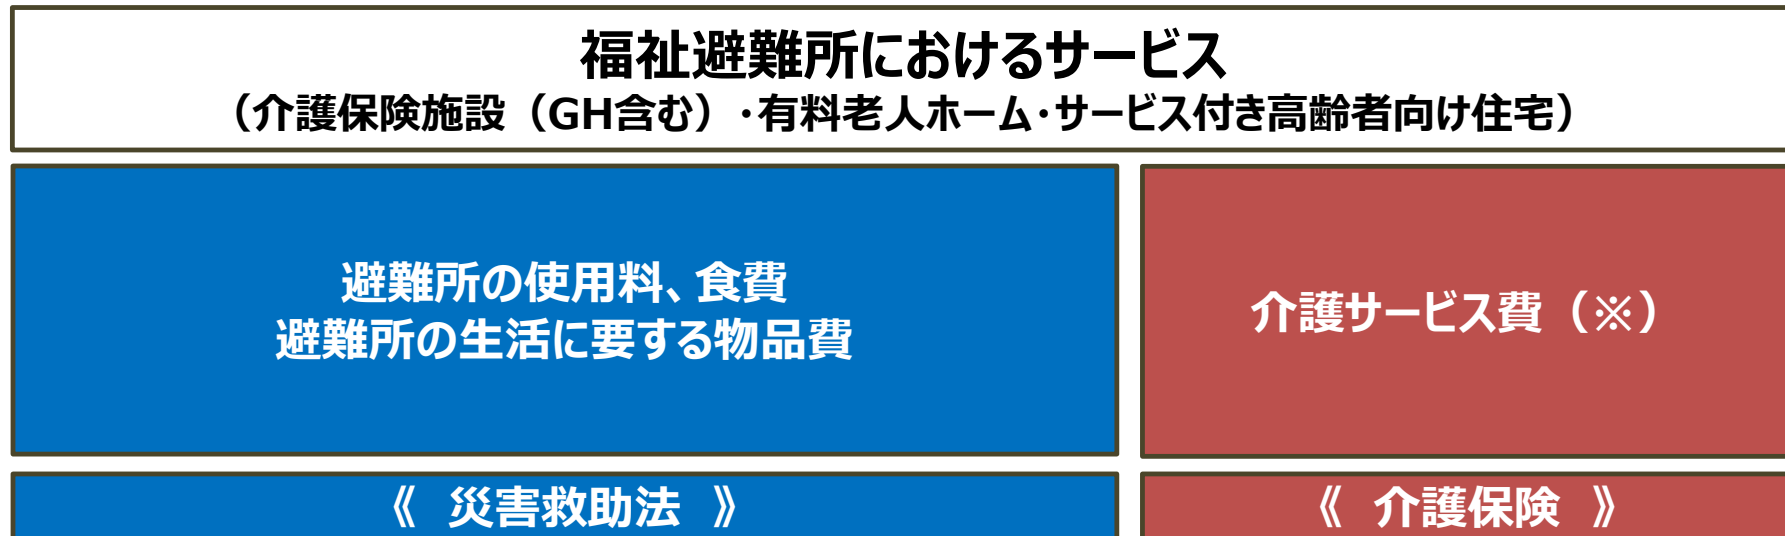 福祉避難所におけるサービス
（介護保険施設（GH含む）・有料老人ホーム・サービス付き高齢者向け住宅）
避難所の使用料、食費
避難所の生活に要する物品費
介護サービス費（※）
《 災害救助法 》
《 介護保険 》